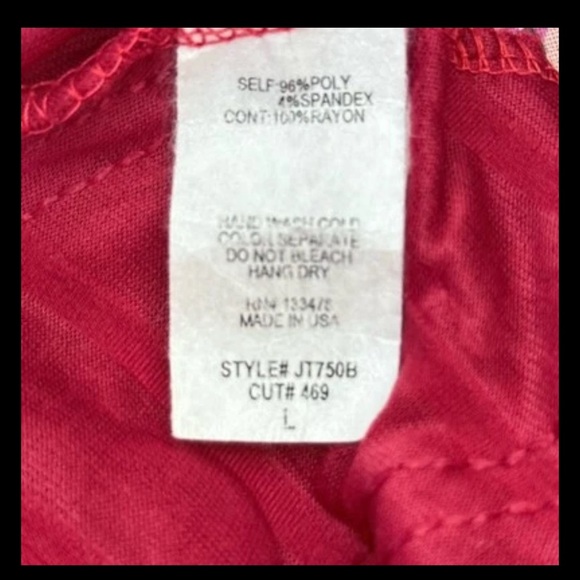 SELF:96%POLY
4%SPANDEX
CONT:100%RAYON
HAND WASH COLD
COLOR SEPARATE
DO NOT BLEACH
HANG DRY
RN# 133478
MADE IN USA
STYLE# JT750B
CUT# 469
L